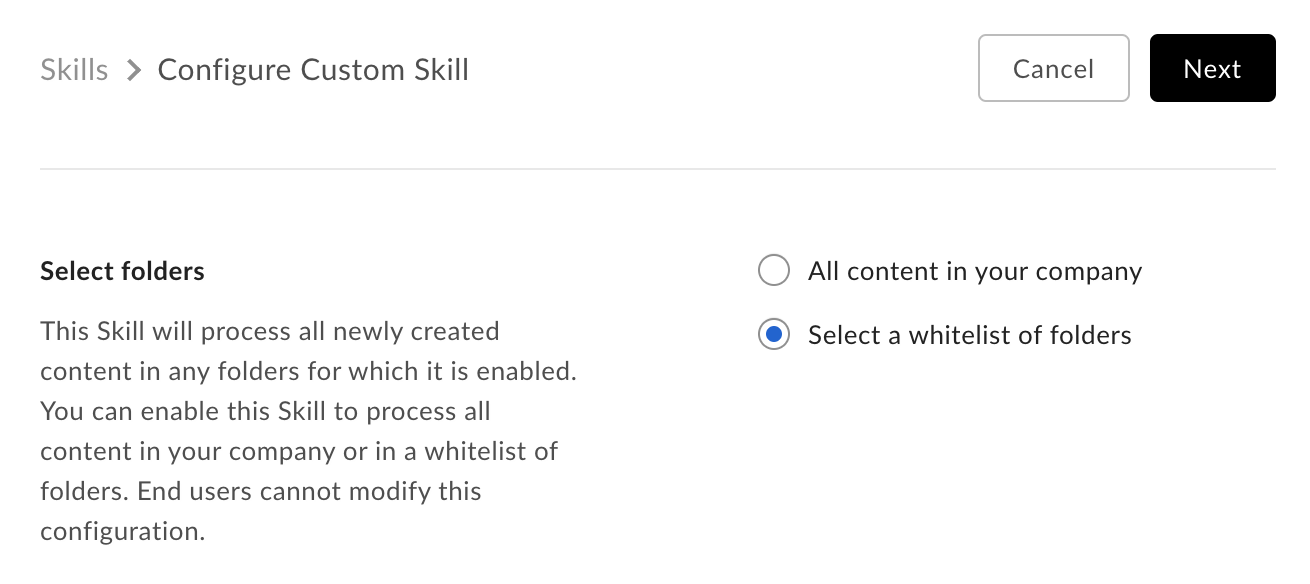 Skills > Configure Custom Skill
Cancel
Next
Select folders
This Skill will process all newly created
content in any folders for which it is enabled.
You can enable this Skill to process all
content in your company or in a whitelist of
folders. End users cannot modify this
configuration.
All content in your company
Select a whitelist of folders